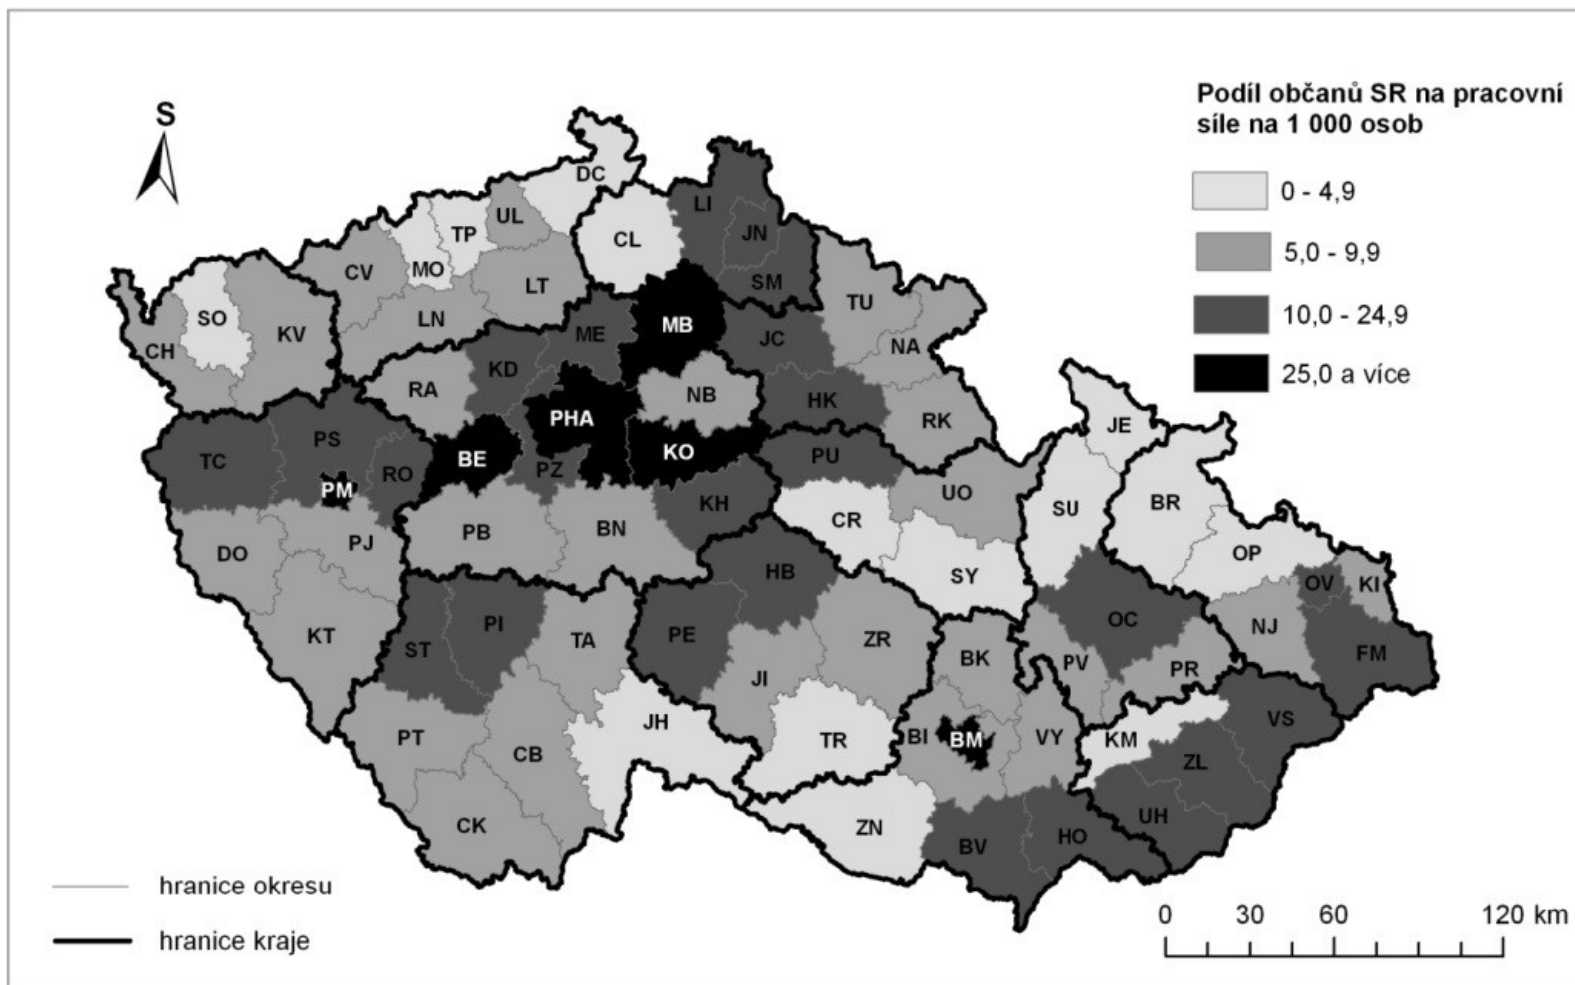 S
Podíl občanů SR na pracovní
síle na 1 000 osob
0 - 4,9
5,0 - 9,9
10,0 - 24,9
25,0 a více
DC
LI
UL
TP
CL
JN
CV
MO
SM
LT
TU
SO
KV
LN
ME
MB
JC
CH
NA
KD
RA
NB
HK
PHA
RK
JE
PS
TC
BE
KO
PU
RO
PZ
PM
UO
BR
KH
CR
SU
PB
BN
DO
PJ
OP
SY
HB
OV
KI
OC
PI
NJ
KT
TA
PE
ZR
ST
FM
BK
PV
PR
JI
JH
VS
PT
CB
TR
BI
BM
VY
KM
ZL
CK
ZN
UH
BV
HO
hranice okresu
hranice kraje
0 30 60 120 km